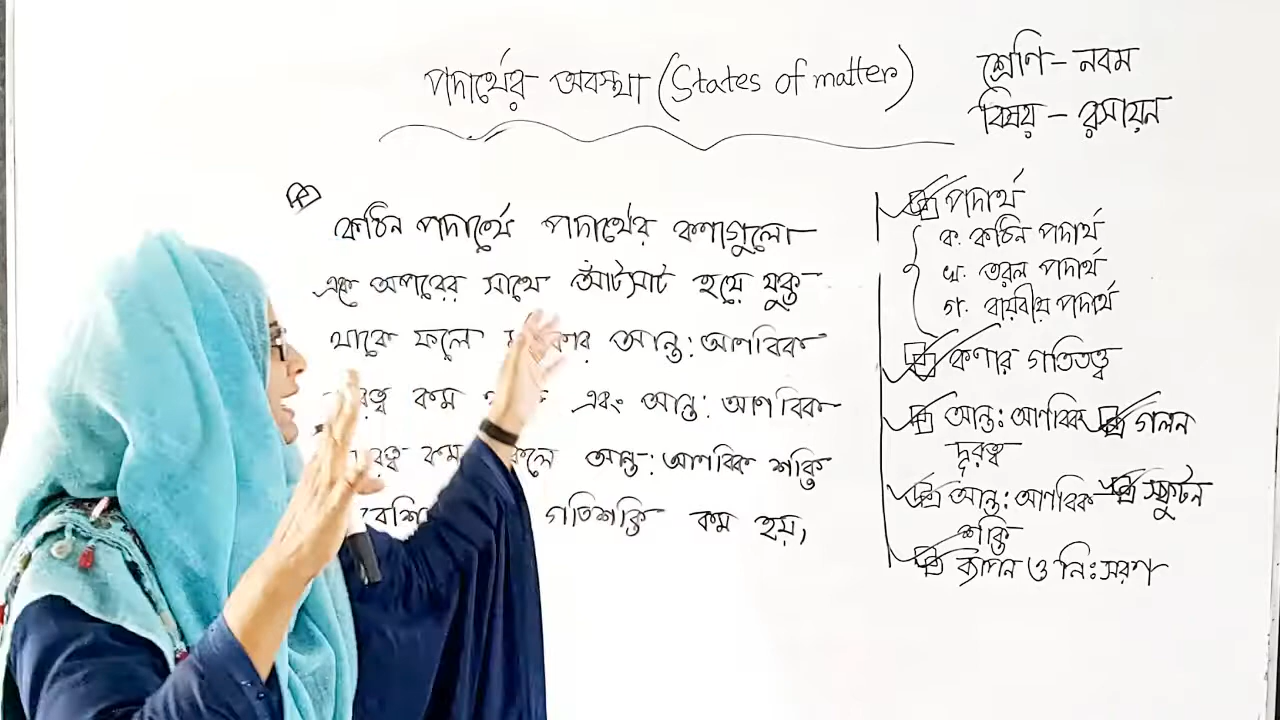 পদার্থের অবস্থা (States of matter)
শ্রেণি - নবম
বিষয় - রসায়ন
কঠিন পদার্থে পদার্থের কণাগুলো
একে অপরের সাথে আঁটসাট হয়ে যুক্ত
থাকে ফলে আন্ত: আণবিক
কম এবং আন্ত: আণবিক
কম আন্ত: আণবিক শক্তি
বেশি গতিশক্তি কম হয়,
পদার্থ
ক. কঠিন পদার্থ
খ. তরল পদার্থ
গ. বায়বীয় পদার্থ
কণার গতিতত্ত্ব
আন্ত: আণবিক গলন
দূরত্ব
আন্ত: আণবিক স্ফুটন
শক্তি
ব্যাপন ও নি:সরণ